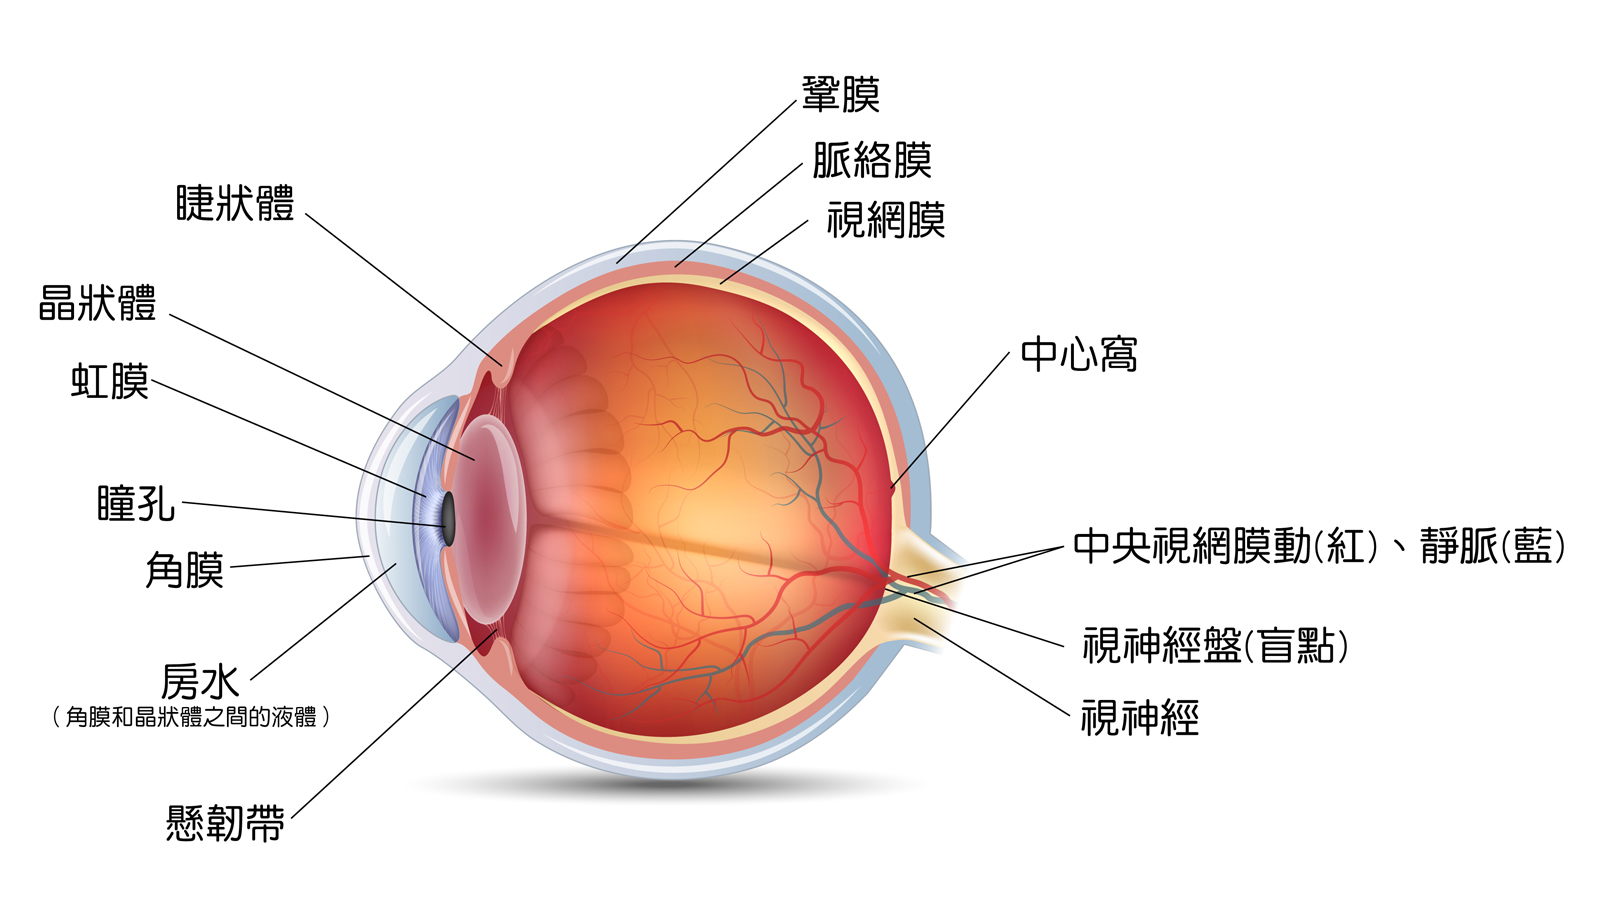 鞏膜
脈絡膜
視網膜
睫狀體
晶狀體
虹膜
中心窩
瞳孔
角膜
中央視網膜動(紅)、靜脈(藍)
視神經盤(盲點)
房水
(角膜和晶狀體之間的液體)
視神經
懸韌帶